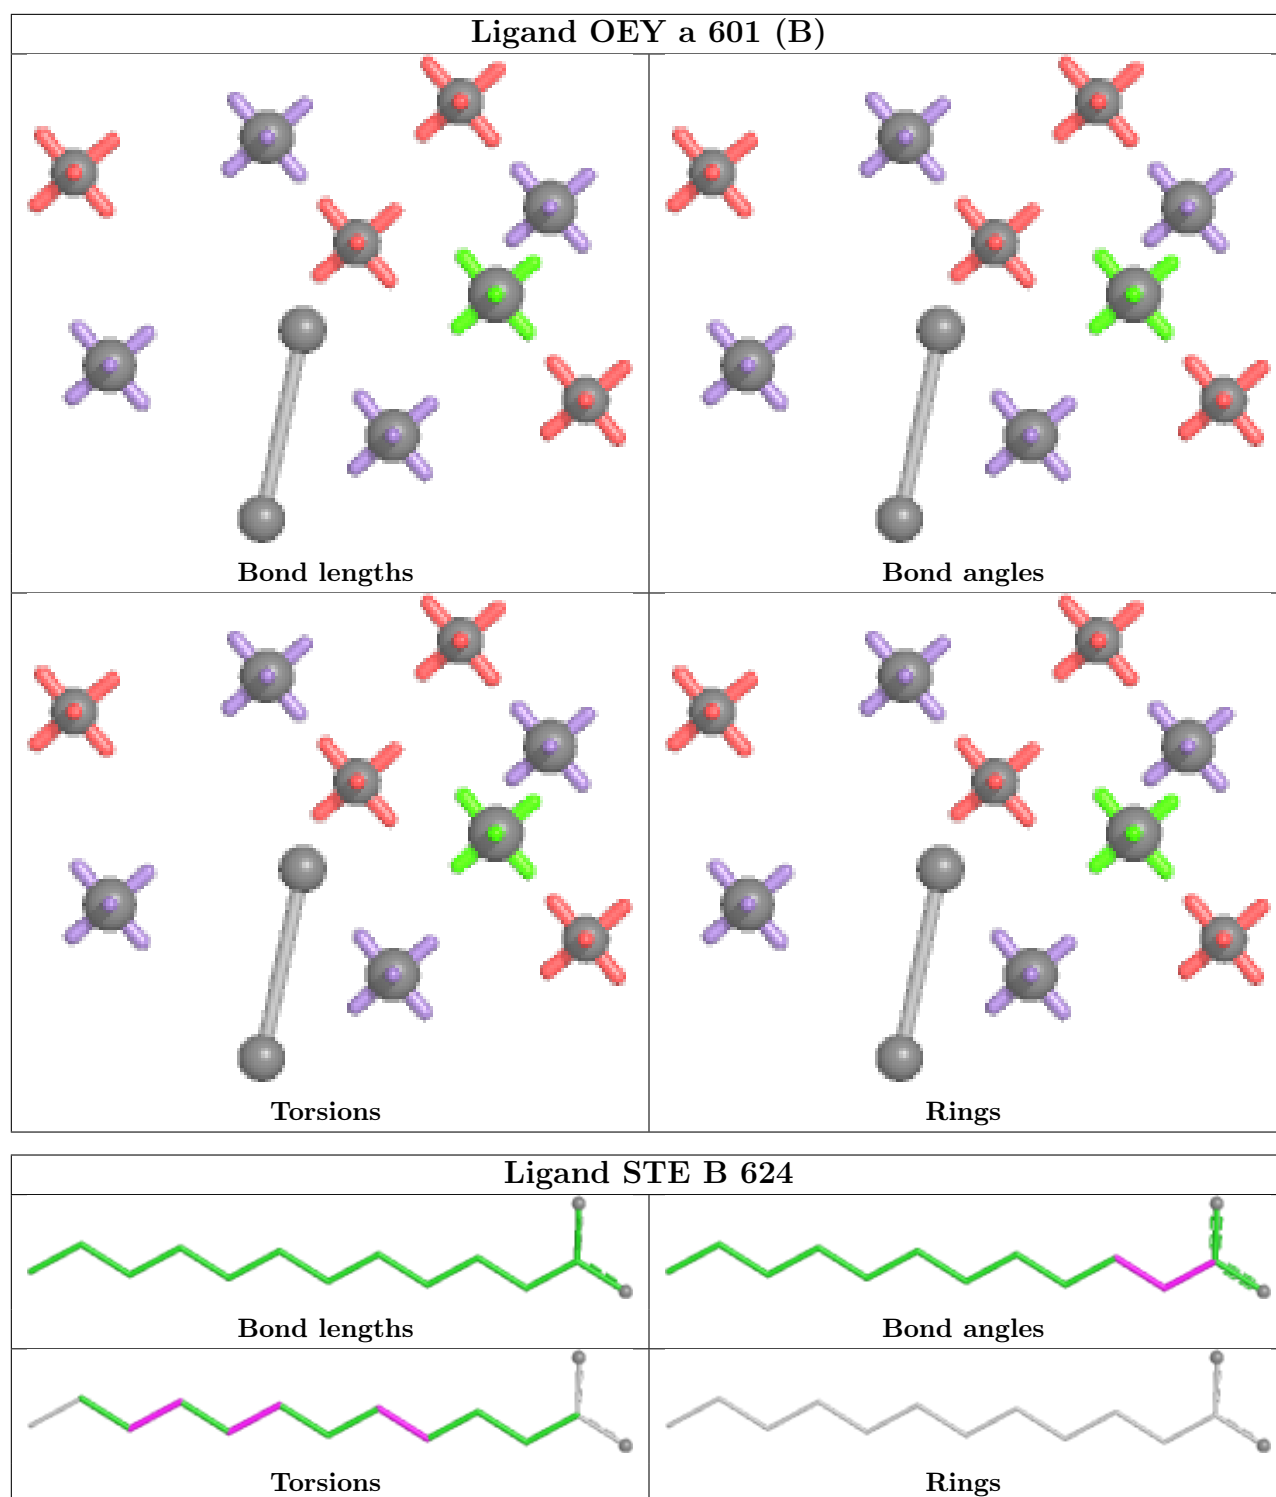 Ligand OEY a 601 (B)
Bond lengths
Bond angles
Torsions
Rings
Ligand STE B 624
Bond lengths
Bond angles
Torsions
Rings